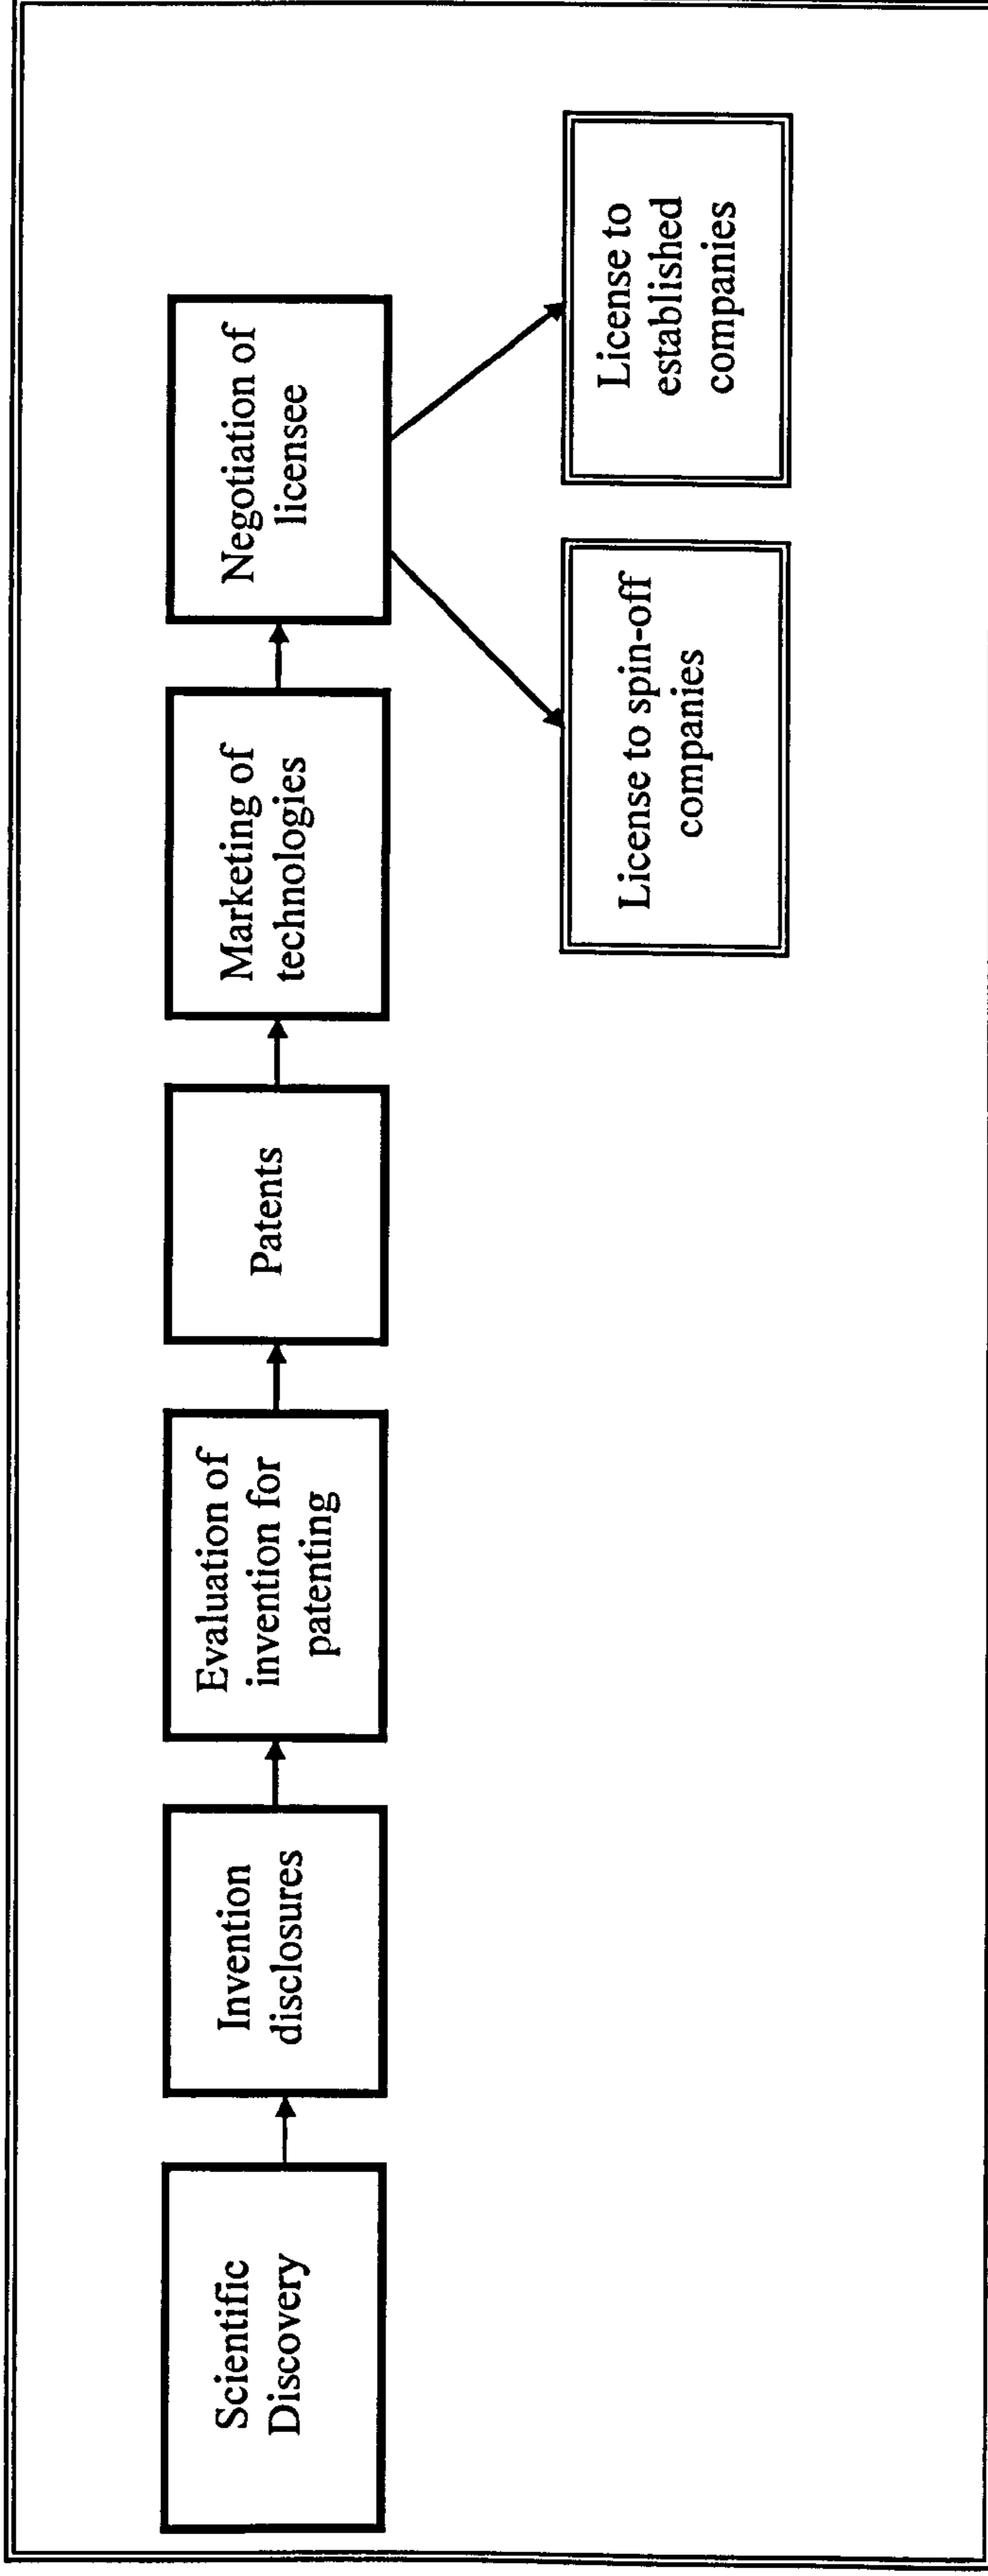 Scientific
Discovery
Invention
disclosures
Evaluation of
invention for
patenting
Patents
Marketing of
technologies
Negotiation of
licensee
License to spin-off
companies
License to
established
companies